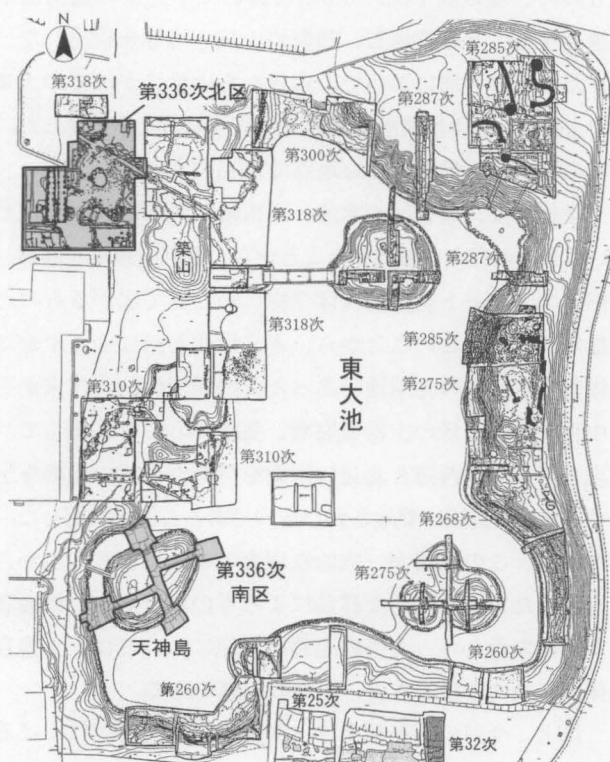 N
第285次
第318次
第336次北区
第287次
第300次
第318次
築山
第287次
第318次
第285次
第275次
東大池
第310次
第310次
第268次
第336次
南区
第275次
天神島
第260次
第260次
第25次
第32次